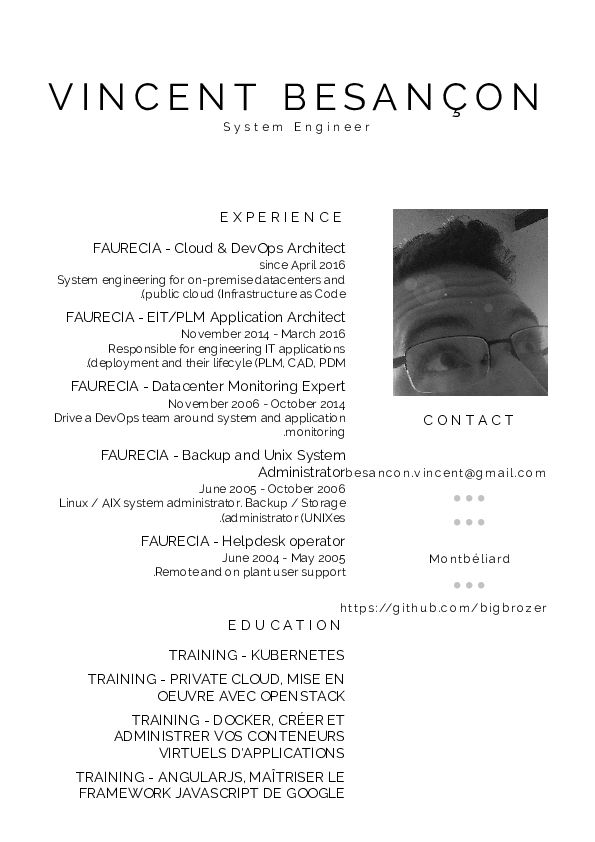 VINCENT BESANÇON
System Engineer
EXPERIENCE
FAURECIA - Cloud & DevOps Architect
since April 2016
System engineering for on-premise datacenters and
.(public cloud (Infrastructure as Code
FAURECIA - EIT/PLM Application Architect
November 2014 - March 2016
Responsible for engineering IT applications
.(deployment and their lifecyle (PLM, CAD, PDM
FAURECIA - Datacenter Monitoring Expert
November 2006 - October 2014
Drive a DevOps team around system and application
.monitoring
FAURECIA - Backup and Unix System
Administrator
June 2005 - October 2006
Linux / AIX system administrator. Backup / Storage
.(administrator (UNIXes
FAURECIA - Helpdesk operator
June 2004 - May 2005
.Remote and on plant user support
EDUCATION
TRAINING - KUBERNETES
TRAINING - PRIVATE CLOUD, MISE EN
OEUVRE AVEC OPENSTACK
TRAINING - DOCKER, CRÉER ET
ADMINISTRER VOS CONTENEURS
VIRTUELS D'APPLICATIONS
TRAINING - ANGULARJS, MAÎTRISER LE
FRAMEWORK JAVASCRIPT DE GOOGLE
CONTACT
besancon.vincent@gmail.com
Montbéliard
https://github.com/bigbrozer